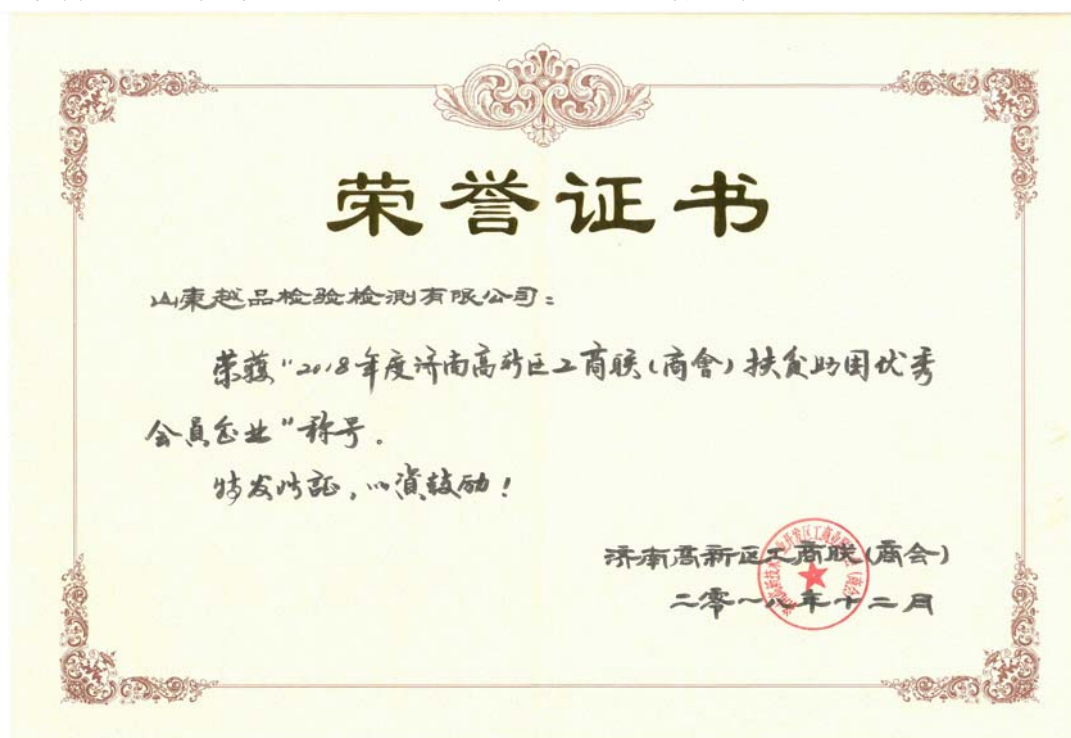 荣誉证书
山东越品检验检测有限公司：
荣获“2018年度济南高新区工商联（商會）扶贫助困优秀
会員企业”称号。
特发此証，以资鼓励！
济南高新区工商联（商会）
二零一八年十二月